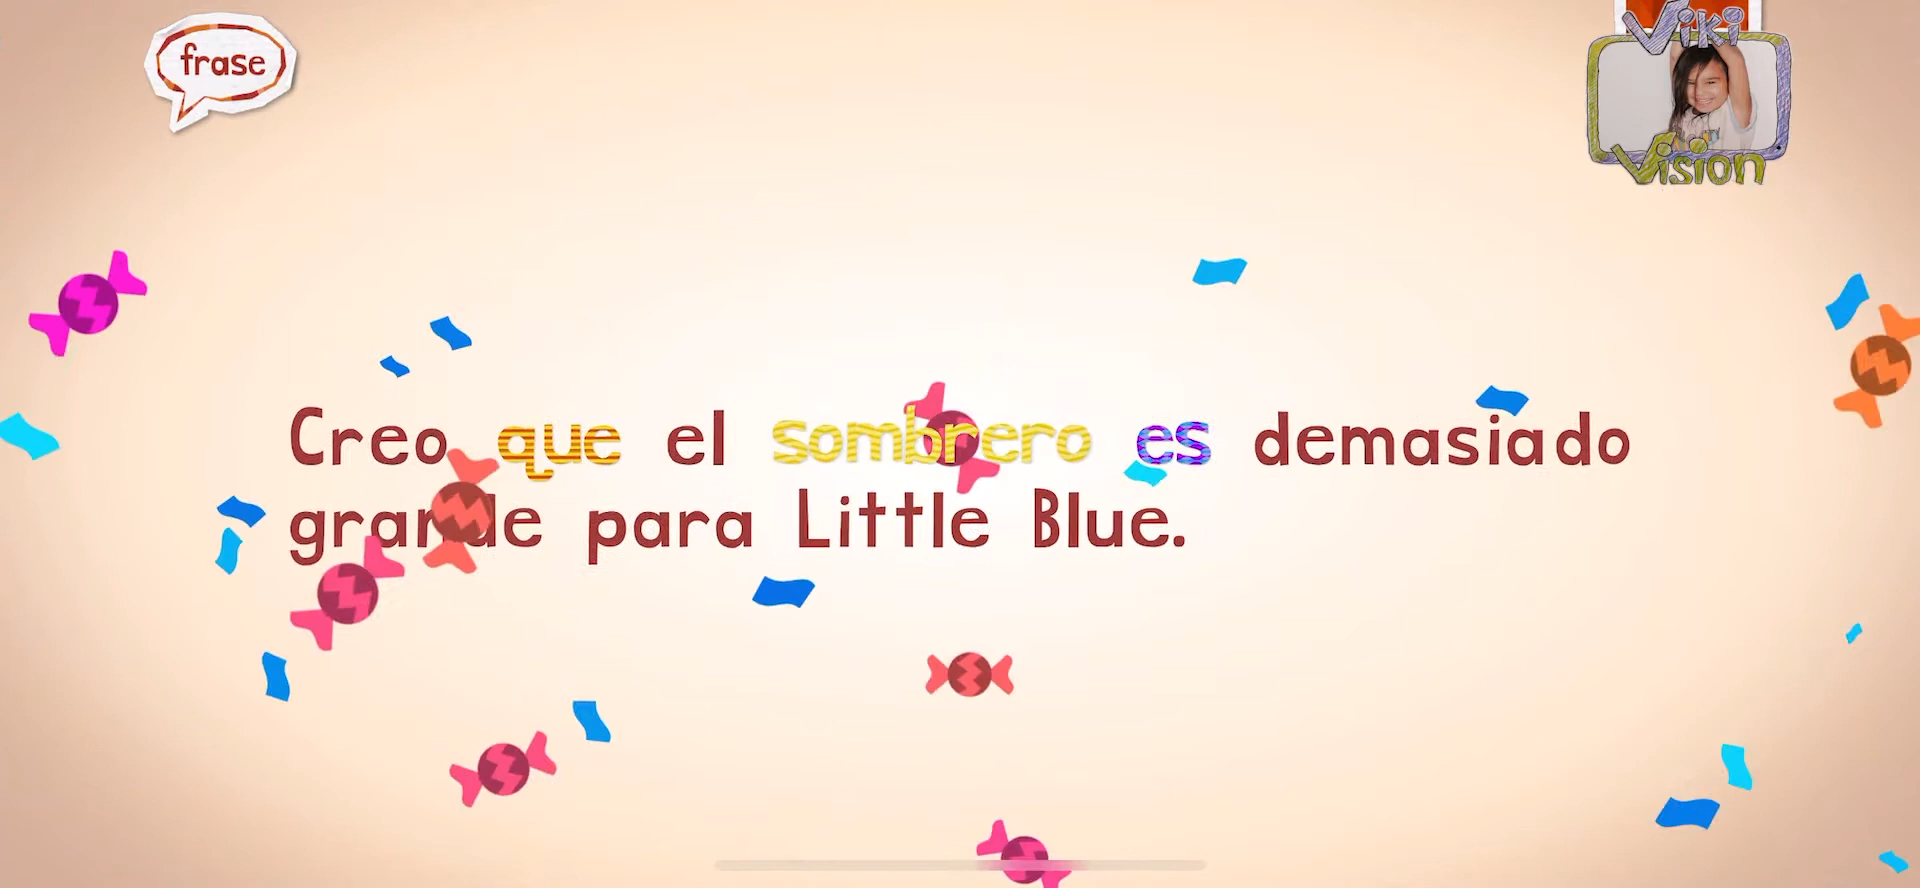 frase
Viki
Vision
Creo que el sombrero es demasiado
grande para Little Blue.